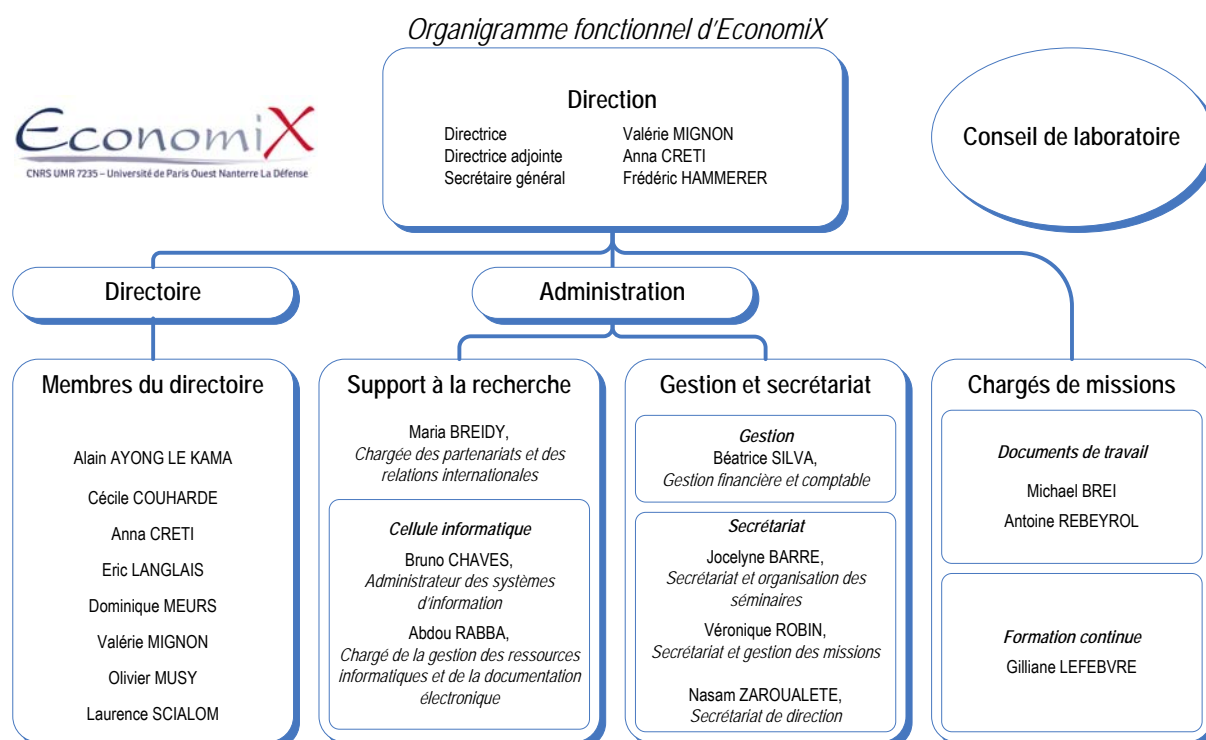 Organigramme fonctionnel d'EconomiX
EconomiX
CNRS UMR 7235 – Université de Paris Ouest Nanterre La Défense
Direction
Directrice Valérie MIGNON
Directrice adjointe Anna CRETI
Secrétaire général Frédéric HAMMERER
Conseil de laboratoire
Directoire
Administration
Membres du directoire
Alain AYONG LE KAMA
Cécile COUHARDE
Anna CRETI
Eric LANGLAIS
Dominique MEURS
Valérie MIGNON
Olivier MUSY
Laurence SCIALOM
Support à la recherche
Maria BREIDY,
Chargée des partenariats et des
relations internationales
Cellule informatique
Bruno CHAVES,
Administrateur des systèmes
d'information
Abdou RABBA,
Chargé de la gestion des ressources
informatiques et de la documentation
électronique
Gestion et secrétariat
Gestion
Béatrice SILVA,
Gestion financière et comptable
Secrétariat
Jocelyne BARRE,
Secrétariat et organisation des
séminaires
Véronique ROBIN,
Secrétariat et gestion des missions
Nasam ZAROUALETE,
Secrétariat de direction
Chargés de missions
Documents de travail
Michael BREI
Antoine REBEYROL
Formation continue
Gilliane LEFEBVRE